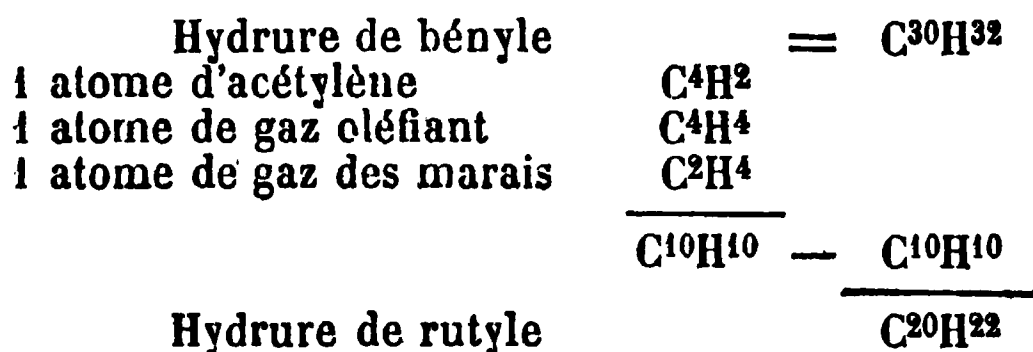 Hydrure de bényle = C³⁰H³²
1 atome d'acétylène C⁴H²
1 atome de gaz oléfiant C⁴H⁴
1 atome de gaz des marais C²H⁴
C¹⁰H¹⁰ — C¹⁰H¹⁰
Hydrure de rutyle C²⁰H²²